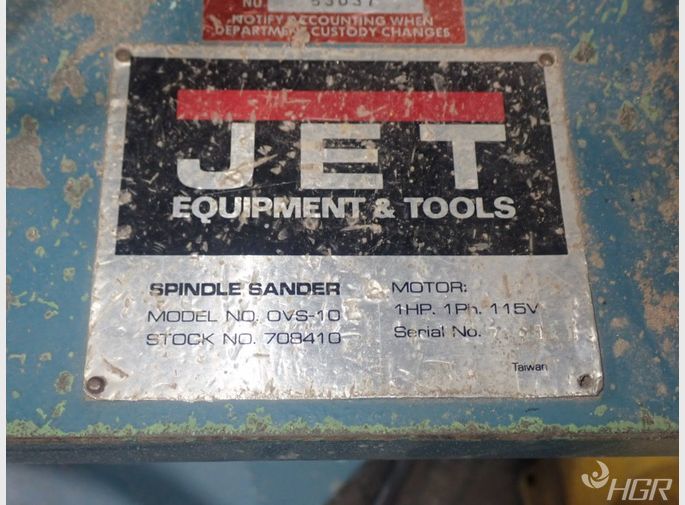 NO.
NOTIFY ACCOUNTING WHEN
DEPARTMENT CUSTODY CHANGES
JET
EQUIPMENT & TOOLS
SPINDLE SANDER
MODEL NO. OVS-10
STOCK NO. 708410
MOTOR:
1HP. 1Ph. 115V
Serial No.
Taiwan
HGR